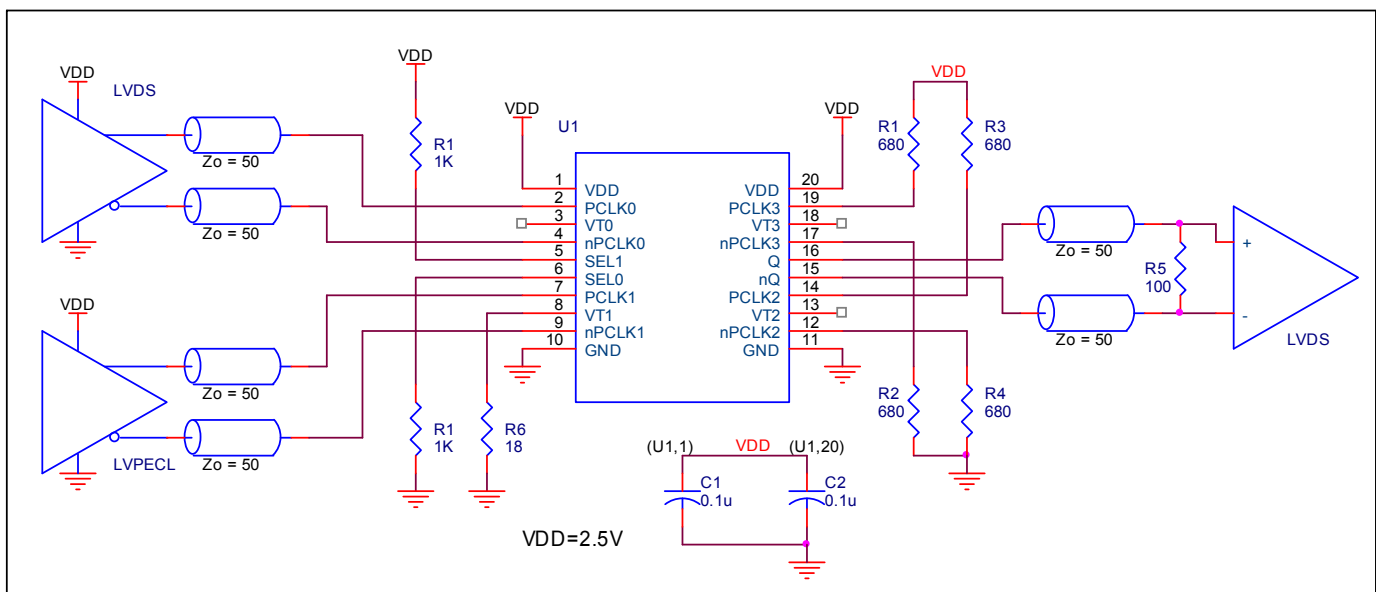 VDD
LVDS
Zo = 50
Zo = 50
VDD
R1
1K
VDD
U1
VDD
VDD
R1
680
R3
680
1
VDD
2
PCLK0
3
VT0
4
nPCLK0
5
SEL1
6
SEL0
7
PCLK1
8
VT1
9
nPCLK1
10
GND
20
VDD
19
PCLK3
18
VT3
17
nPCLK3
16
Q
15
nQ
14
PCLK2
13
VT2
12
nPCLK2
11
GND
Zo = 50
R5
100
Zo = 50
+
-
LVDS
VDD
Zo = 50
Zo = 50
LVPECL
R1
1K
R6
18
R2
680
R4
680
(U1,1)
VDD
(U1,20)
C1
0.1u
C2
0.1u
VDD=2.5V